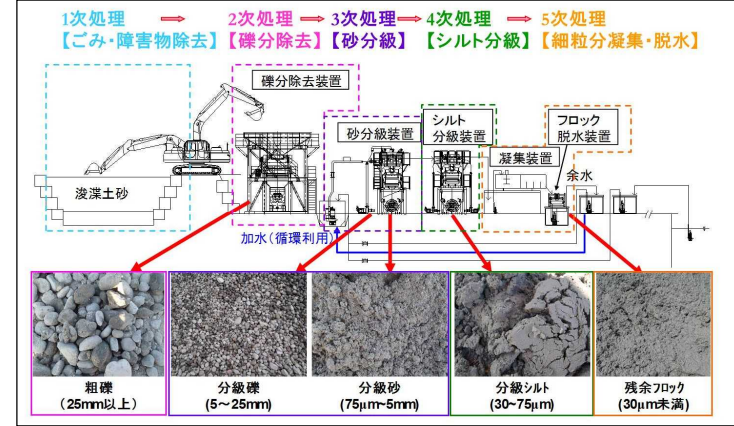 1次処理
2次処理
3次処理
4次処理
5次処理
【ごみ・障害物除去】
【礫分除去】
【砂分級】
【シルト分級】
【細粒分凝集・脱水】
礫分除去装置
砂分級装置
シルト
分級装置
フロック
脱水装置
凝集装置
余水
浚渫土砂
加水（循環利用）
粗礫
（25mm以上）
分級礫
（5～25mm）
分級砂
（75μm~5mm）
分級シルト
（30~75μm）
残余フロック
（30μm未満）